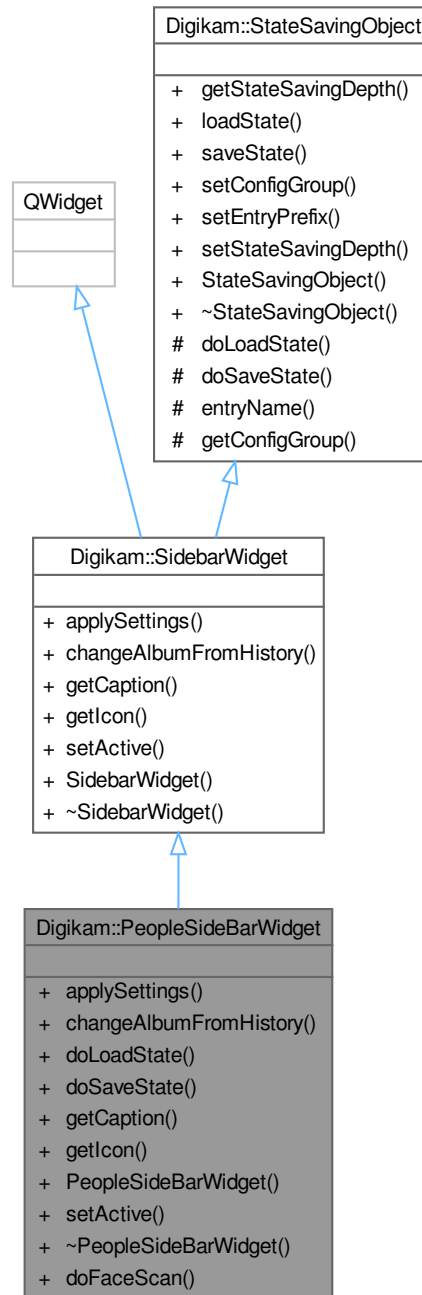 Digikam::StateSavingObject
+ getStateSavingDepth()
+ loadState()
+ saveState()
+ setConfigGroup()
+ setEntryPrefix()
+ setStateSavingDepth()
+ StateSavingObject()
+ ~StateSavingObject()
# doLoadState()
# doSaveState()
# entryName()
# getConfigGroup()
QWidget
Digikam::SidebarWidget
+ applySettings()
+ changeAlbumFromHistory()
+ getCaption()
+ getIcon()
+ setActive()
+ SidebarWidget()
+ ~SidebarWidget()
Digikam::PeopleSideBarWidget
+ applySettings()
+ changeAlbumFromHistory()
+ doLoadState()
+ doSaveState()
+ getCaption()
+ getIcon()
+ PeopleSideBarWidget()
+ setActive()
+ ~PeopleSideBarWidget()
+ doFaceScan()